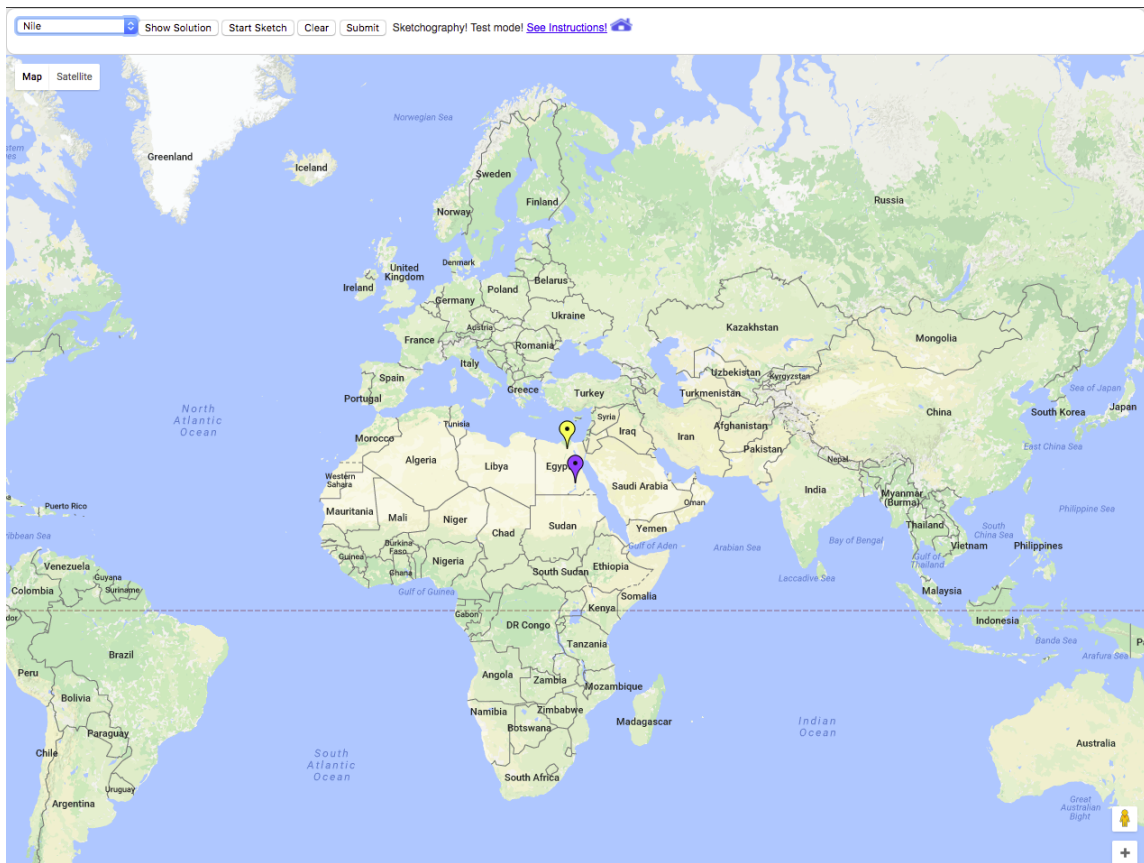 Nile Show Solution Start Sketch Clear Submit Sketchography! Test mode! See Instructions!
Map Satellite
Norwegian Sea
Greenland
Iceland
Sweden
Russia
Finland
Norway
Denmark
United
Kingdom
Ireland
Belarus
Poland
Germany
Ukraine
Kazakhstan
Austria
Mongolia
France
Romania
Italy
Uzbekistan
Kyrgyzstan
Spain
Greece
Turkey
Turkmenistan
Sea of Japan
Portugal
North
Atlantic
Ocean
China
South Korea
Japan
Syria
Tunisia
Afghanistan
Iraq
Iran
Morocco
Pakistan
East China Sea
Algeria
Libya
Egypt
Nepal
Western
Sahara
Saudi Arabia
India
Myanmar
(Burma)
Oman
Puerto Rico
Mauritania
Mali
Niger
Philippine Sea
Sudan
Thailand
South
China Sea
Yemen
Chad
Bay of Bengal
Burkina
Faso
Gulf of Aden
Arabian Sea
Vietnam
Philippines
Guinea
Nigeria
Gulf of
Thailand
Venezuela
Ethiopia
South Sudan
Ghana
Guyana
Laccadive Sea
Colombia
Suriname
Gulf of Guinea
Malaysia
Somalia
Kenya
Gabon
DR Congo
Indonesia
Tanzania
Banda Sea
Brazil
Arafura Sea
Peru
Angola
Zambia
Mozambique
Bolivia
Namibia
Zimbabwe
Madagascar
Indian
Ocean
Botswana
Paraguay
Chile
South
Atlantic
Ocean
Australia
South Africa
Uruguay
Argentina
Great
Australian
Bight